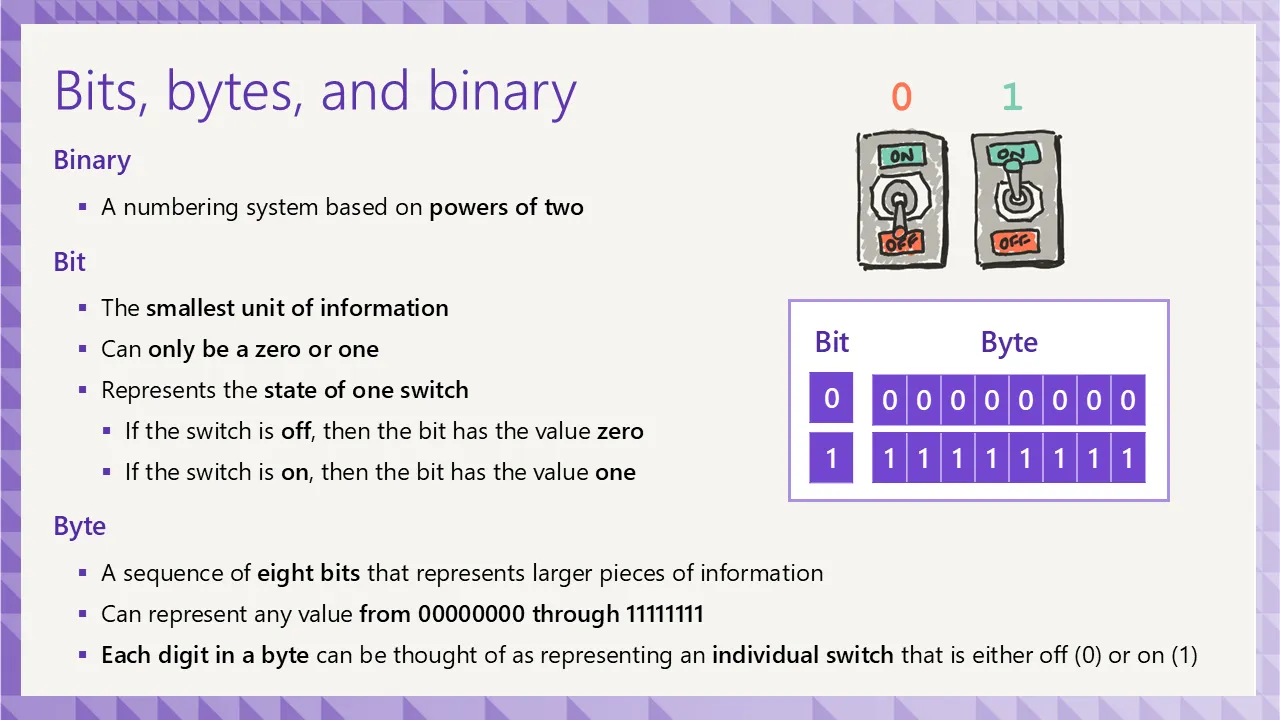 Bits, bytes, and binary
Binary
▪ A numbering system based on powers of two
Bit
▪ The smallest unit of information
▪ Can only be a zero or one
▪ Represents the state of one switch
▪ If the switch is off, then the bit has the value zero
▪ If the switch is on, then the bit has the value one
Byte
▪ A sequence of eight bits that represents larger pieces of information
▪ Can represent any value from 00000000 through 11111111
▪ Each digit in a byte can be thought of as representing an individual switch that is either off (0) or on (1)
0 1
ON ON
OFF OFF
Bit Byte
0 0 0 0 0 0 0 0 0
1 1 1 1 1 1 1 1 1